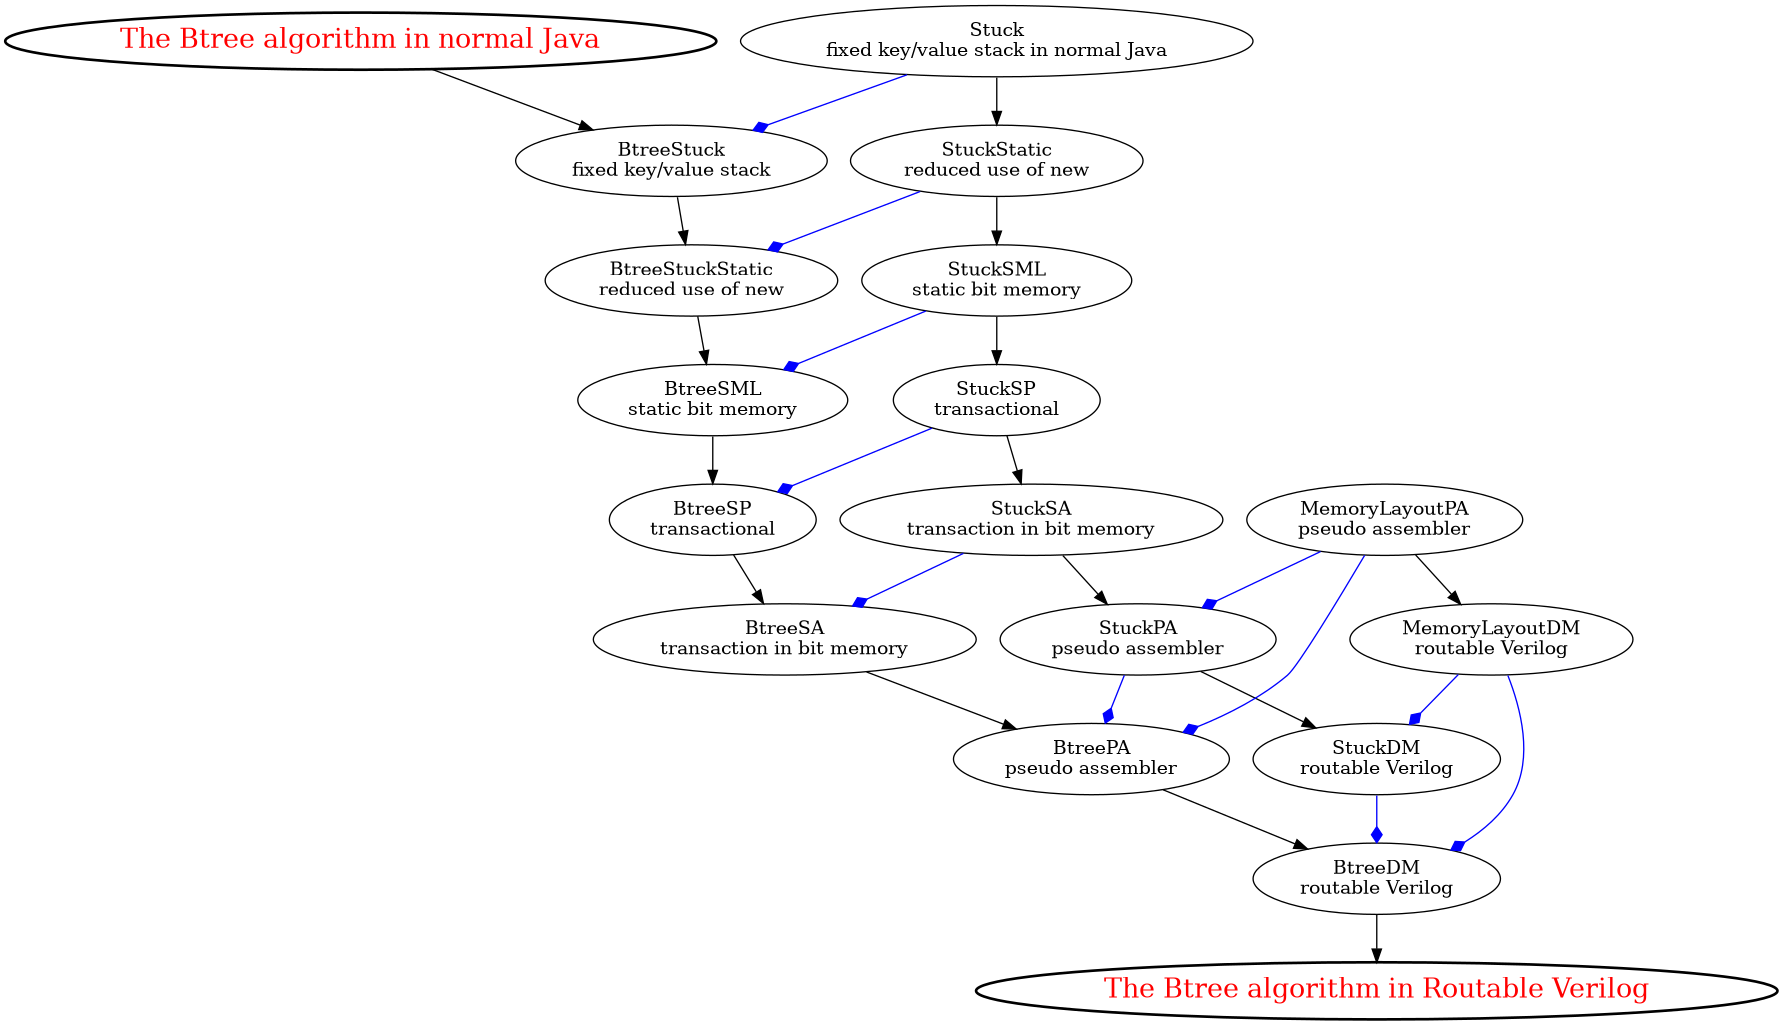 The Btree algorithm in normal Java
Stuck
fixed key/value stack in normal Java
BtreeStuck
fixed key/value stack
StuckStatic
reduced use of new
BtreeStuckStatic
reduced use of new
StuckSML
static bit memory
BtreeSML
static bit memory
StuckSP
transactional
BtreeSP
transactional
StuckSA
transaction in bit memory
MemoryLayoutPA
pseudo assembler
BtreeSA
transaction in bit memory
StuckPA
pseudo assembler
MemoryLayoutDM
routable Verilog
BtreePA
pseudo assembler
StuckDM
routable Verilog
BtreeDM
routable Verilog
The Btree algorithm in Routable Verilog